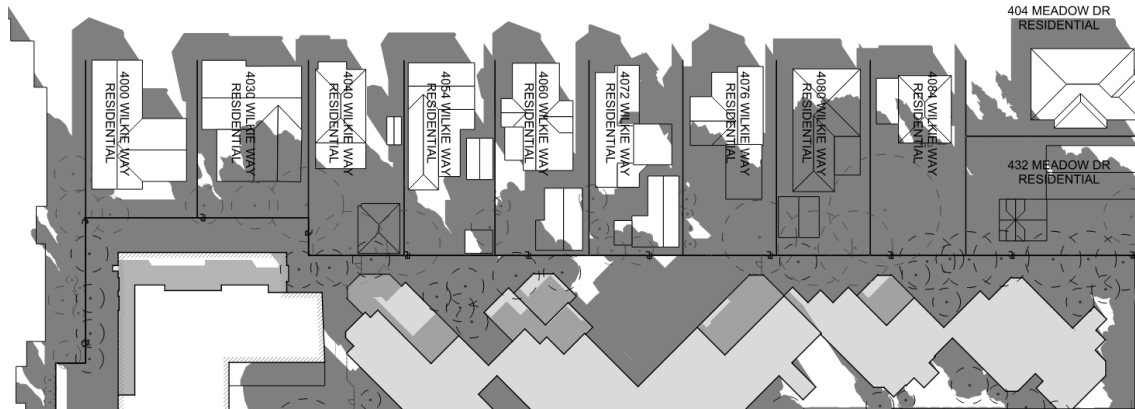 404 MEADOW DR
RESIDENTIAL
4000 WILKIE WAY
RESIDENTIAL
4030 WILKIE WAY
RESIDENTIAL
4040 WILKIE WAY
RESIDENTIAL
4054 WILKIE WAY
RESIDENTIAL
4060 WILKIE WAY
RESIDENTIAL
4072 WILKIE WAY
RESIDENTIAL
4076 WILKIE WAY
RESIDENTIAL
4080 WILKIE WAY
RESIDENTIAL
4084 WILKIE WAY
RESIDENTIAL
432 MEADOW DR
RESIDENTIAL